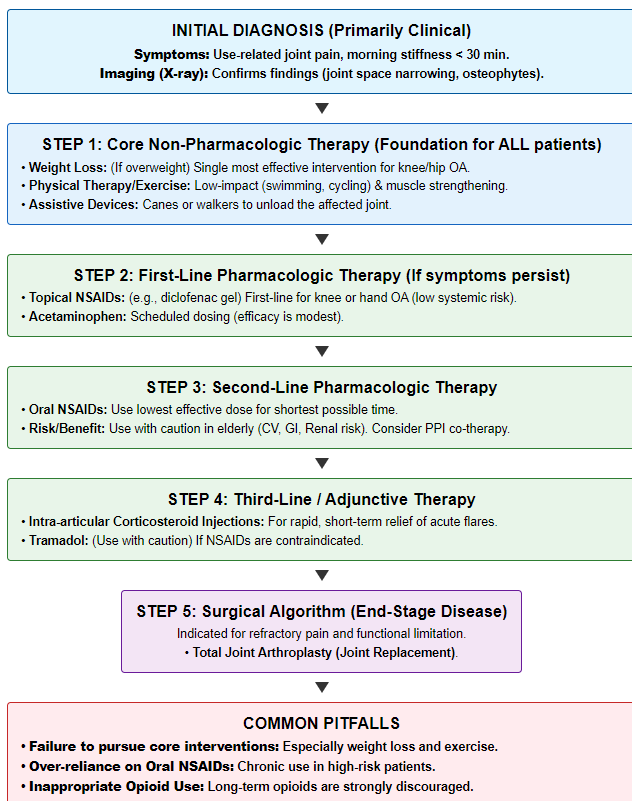 INITIAL DIAGNOSIS (Primarily Clinical)
Symptoms: Use-related joint pain, morning stiffness < 30 min.
Imaging (X-ray): Confirms findings (joint space narrowing, osteophytes).
STEP 1: Core Non-Pharmacologic Therapy (Foundation for ALL patients)
• Weight Loss: (If overweight) Single most effective intervention for knee/hip OA.
• Physical Therapy/Exercise: Low-impact (swimming, cycling) & muscle strengthening.
• Assistive Devices: Canes or walkers to unload the affected joint.
STEP 2: First-Line Pharmacologic Therapy (If symptoms persist)
• Topical NSAIDs: (e.g., diclofenac gel) First-line for knee or hand OA (low systemic risk).
• Acetaminophen: Scheduled dosing (efficacy is modest).
STEP 3: Second-Line Pharmacologic Therapy
• Oral NSAIDs: Use lowest effective dose for shortest possible time.
• Risk/Benefit: Use with caution in elderly (CV, GI, Renal risk). Consider PPI co-therapy.
STEP 4: Third-Line / Adjunctive Therapy
• Intra-articular Corticosteroid Injections: For rapid, short-term relief of acute flares.
• Tramadol: (Use with caution) If NSAIDs are contraindicated.
STEP 5: Surgical Algorithm (End-Stage Disease)
Indicated for refractory pain and functional limitation.
• Total Joint Arthroplasty (Joint Replacement).
COMMON PITFALLS
• Failure to pursue core interventions: Especially weight loss and exercise.
• Over-reliance on Oral NSAIDs: Chronic use in high-risk patients.
• Inappropriate Opioid Use: Long-term opioids are strongly discouraged.